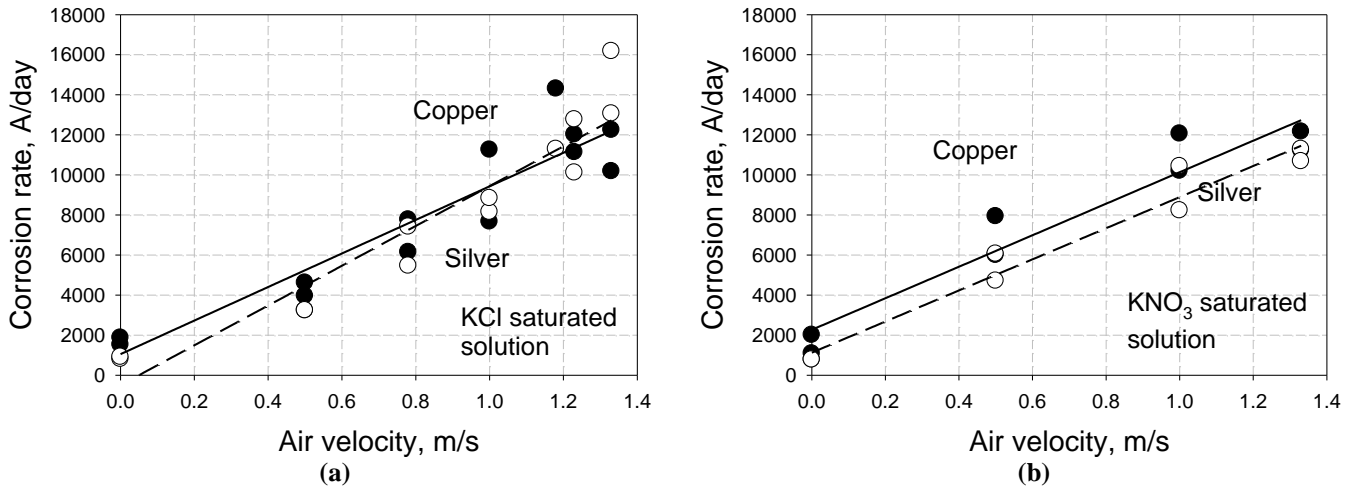 18000
16000
14000
12000
10000
8000
6000
4000
2000
0
Corrosion rate, A/day
Copper
Silver
KCl saturated
solution
0.0 0.2 0.4 0.6 0.8 1.0 1.2 1.4
Air velocity, m/s
(a)
18000
16000
14000
12000
10000
8000
6000
4000
2000
0
Corrosion rate, A/day
Copper
Silver
KNO₃ saturated
solution
0.0 0.2 0.4 0.6 0.8 1.0 1.2 1.4
Air velocity, m/s
(b)